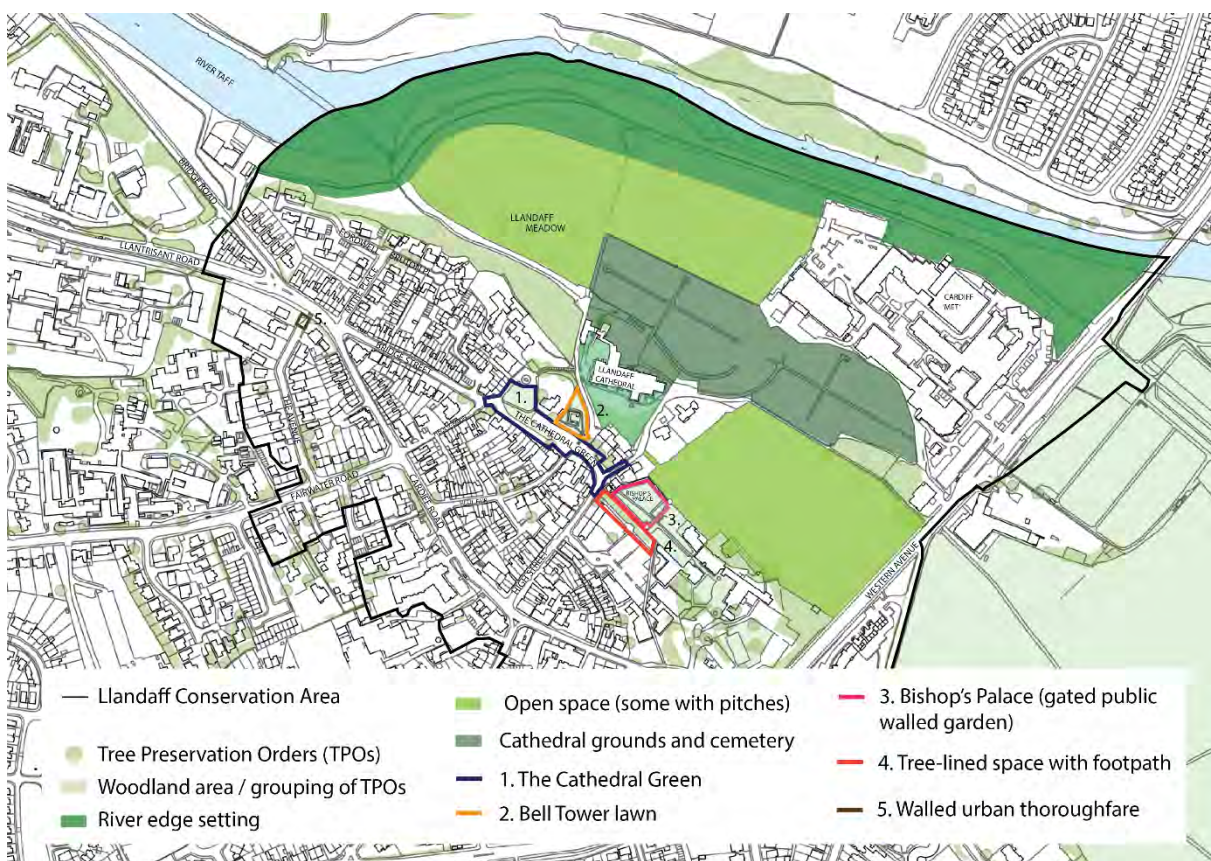 RIVER TAFF
BRIDGE ROAD
LLANTRISANT ROAD
LLANDAFF
MEADOW
CARDIFF
'MET'
5.
BRIDGE STREET
THE AVENUE
LLANDAFF
CATHEDRAL
1.
2.
THE CATHEDRAL GREEN
FAIRWATER ROAD
CARDIFF ROAD
HIGH STREET
BISHOP'S
PALACE
3.
4.
WESTERN AVENUE
Llandaff Conservation Area
Tree Preservation Orders (TPOs)
Woodland area / grouping of TPOs
River edge setting
Open space (some with pitches)
Cathedral grounds and cemetery
1. The Cathedral Green
2. Bell Tower lawn
3. Bishop's Palace (gated public
walled garden)
4. Tree-lined space with footpath
5. Walled urban thoroughfare